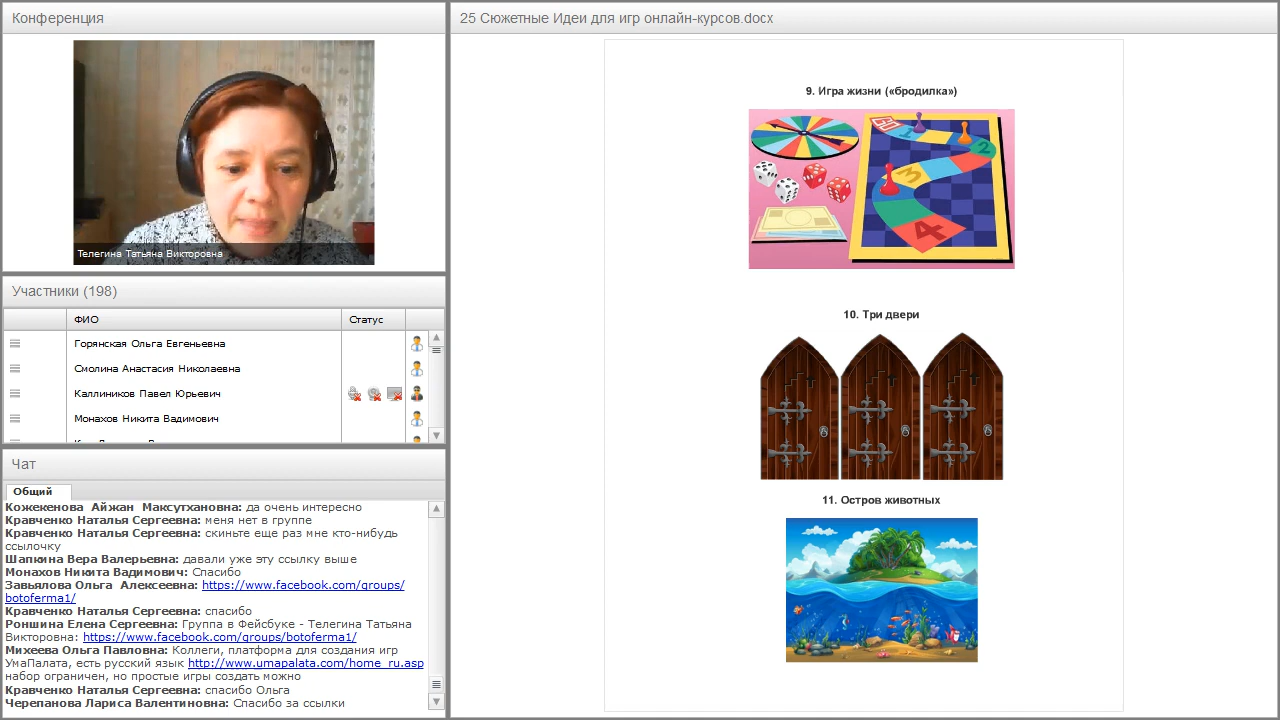 Конференция
Телегина Татьяна Викторовна
Участники (198)
ФИО
Статус
Горянская Ольга Евгеньевна
Смолина Анастасия Николаевна
Каллиников Павел Юрьевич
Монахов Никита Вадимович
Чат
Общий
Кожекенова Айжан Максутхановна: да очень интересно
Кравченко Наталья Сергеевна: меня нет в группе
Кравченко Наталья Сергеевна: скиньте еще раз мне кто-нибудь
ссылочку
Шапкина Вера Валерьевна: давали уже эту ссылку выше
Монахов Никита Вадимович: Спасибо
Завьялова Ольга Алексеевна: https://www.facebook.com/groups/
botoferma1/
Кравченко Наталья Сергеевна: спасибо
Роншина Елена Сергеевна: Группа в Фейсбуке - Телегина Татьяна
Викторовна: https://www.facebook.com/groups/botoferma1/
Михеева Ольга Павловна: Коллеги, платформа для создания игр
УмаПалата, есть русский язык http://www.umapalata.com/home_ru.asp
набор ограничен, но простые игры создать можно
Кравченко Наталья Сергеевна: спасибо Ольга
Черепанова Лариса Валентиновна: Спасибо за ссылки
25 Сюжетные Идеи для игр онлайн-курсов.docx
9. Игра жизни («бродилка»)
GO
1
2
3
4
10. Три двери
11. Остров животных